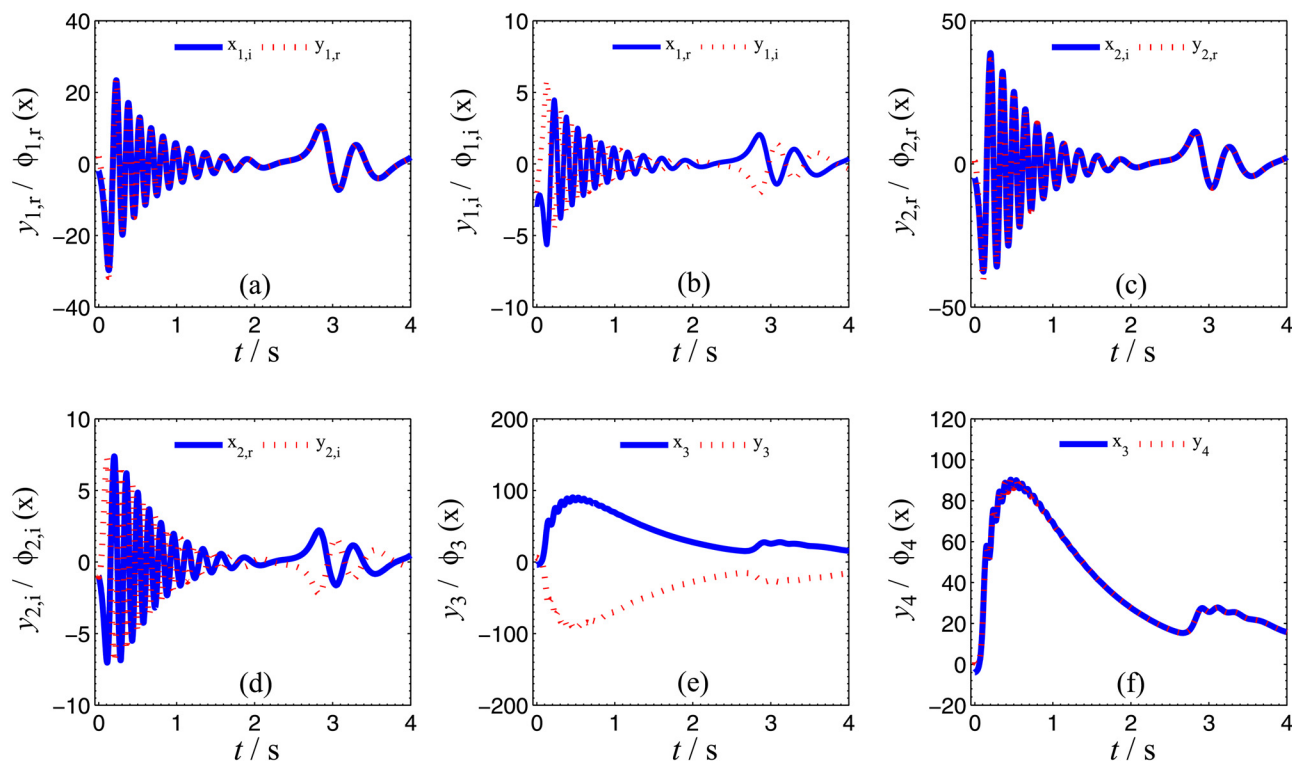 x1,i y1,r
40
20
0
−20
−40
y1,r / ϕ1,r (x)
(a)
0 1 2 3 4
t / s
x1,r y1,i
10
5
0
−5
−10
y1,i / ϕ1,i (x)
(b)
0 1 2 3 4
t / s
x2,i y2,r
50
0
−50
y2,r / ϕ2,r (x)
(c)
0 1 2 3 4
t / s
x2,r y2,i
10
5
0
−5
−10
y2,i / ϕ2,i (x)
(d)
0 1 2 3 4
t / s
x3 y3
200
100
0
−100
−200
y3 / ϕ3 (x)
(e)
0 1 2 3 4
t / s
x3 y4
120
100
80
60
40
20
0
−20
y4 / ϕ4 (x)
(f)
0 1 2 3 4
t / s